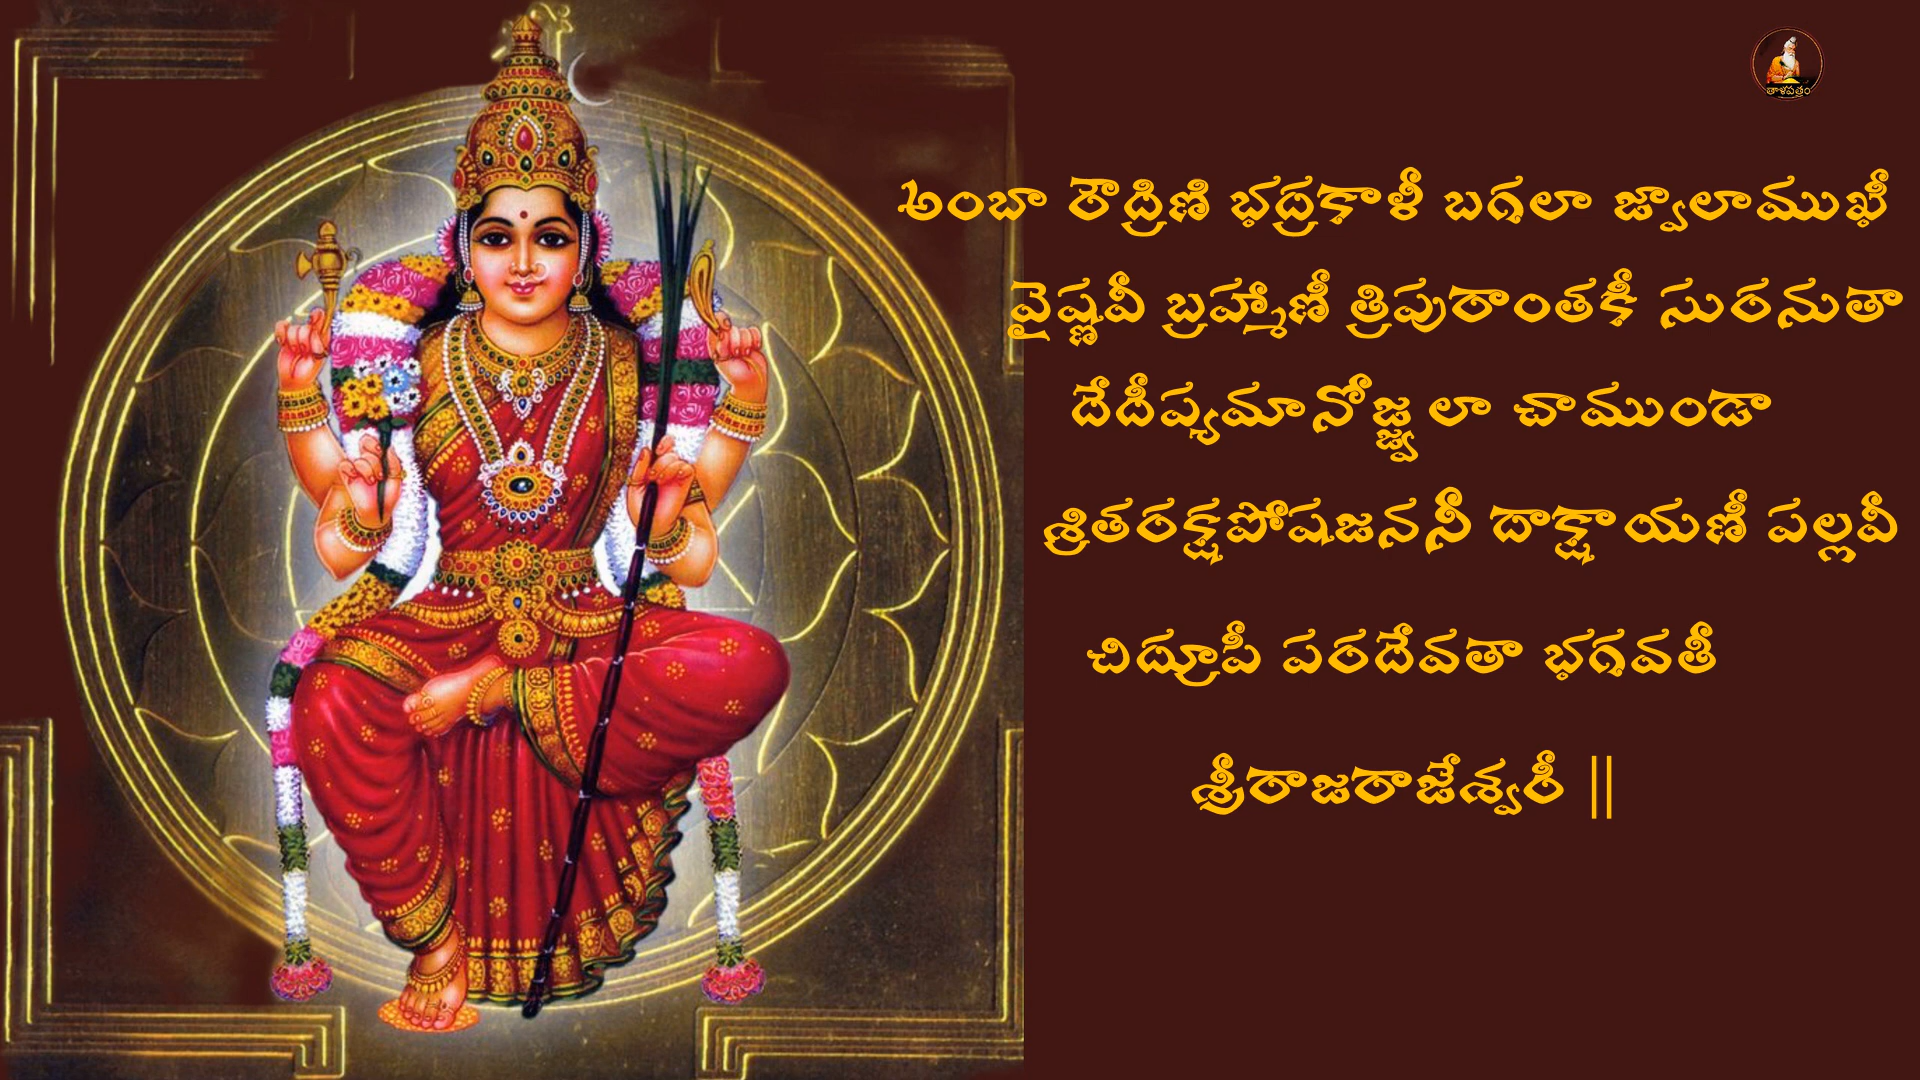 తాళపత్రం
అంబా రౌద్రిణి భద్రకాళీ బగలా జ్వాలాముఖీ
వైష్ణవీ బ్రహ్మాణీ త్రిపురాంతకీ సురనుతా
దేదీప్యమానోజ్జ్వలా చాముండా
శ్రితరక్షపోషజననీ దాక్షాయణీ పల్లవీ
చిద్రూపీ పరదేవతా భగవతీ
శ్రీరాజరాజేశ్వరీ ||